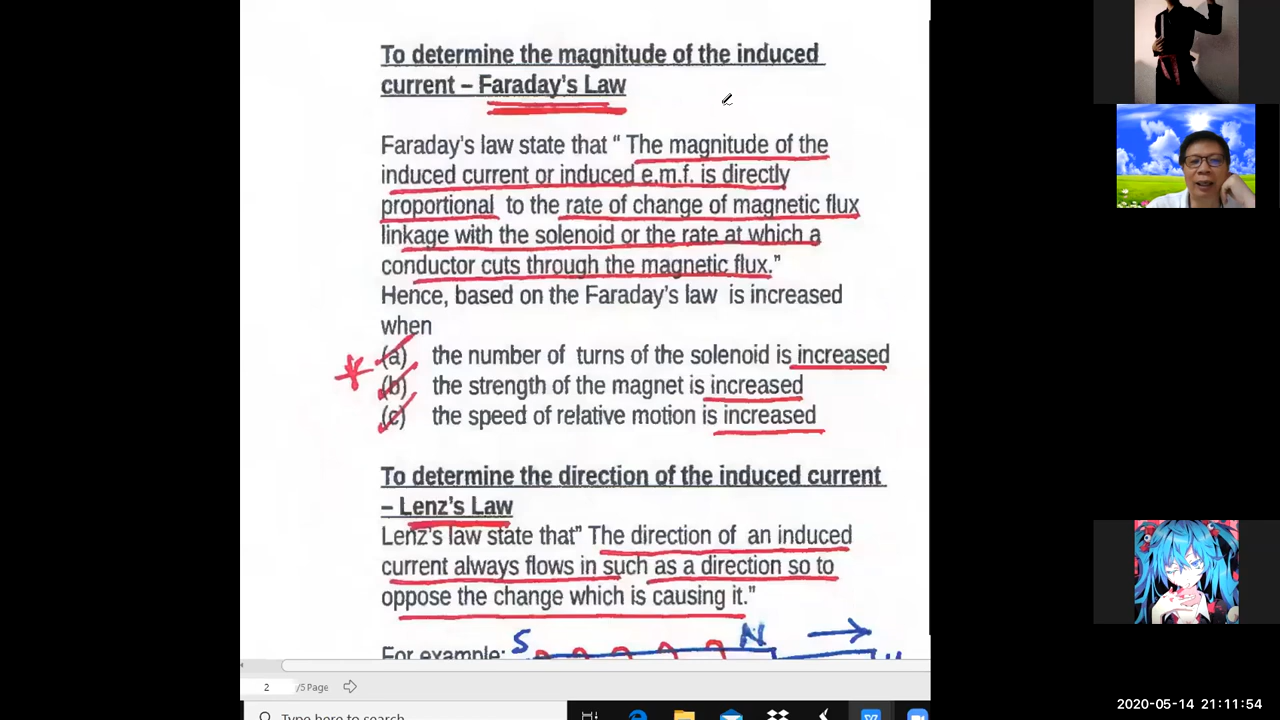 To determine the magnitude of the induced
current – Faraday's Law
Faraday's law state that “ The magnitude of the
induced current or induced e.m.f. is directly
proportional to the rate of change of magnetic flux
linkage with the solenoid or the rate at which a
conductor cuts through the magnetic flux.”
Hence, based on the Faraday's law is increased
when
(a) the number of turns of the solenoid is increased
(b) the strength of the magnet is increased
(c) the speed of relative motion is increased
To determine the direction of the induced current
– Lenz's Law
Lenz's law state that” The direction of an induced
current always flows in such as a direction so to
oppose the change which is causing it.”
For example:
S N
2 /5Page
Type here to search
2020-05-14 21:11:54